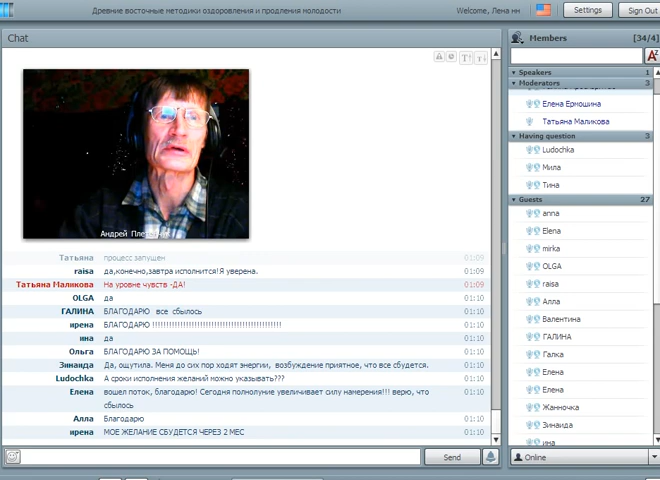 Древние восточные методики оздоровления и продления молодости
Welcome, Лена нн
Settings
Sign Out
Chat
Андрей
Татьяна процесс запущен 01:09
raisa да,конечно,завтра исполнится!Я уверена. 01:09
Татьяна Маликова На уровне чувств -ДА! 01:09
OLGA да 01:10
ГАЛИНА БЛАГОДАРЮ все сбылось 01:10
ирена БЛАГОДАРЮ !!!!!!!!!!!!!!!!!!!!!!!!!!!!!!!!!!!!!!!!!!!! 01:10
ина да 01:10
Ольга БЛАГОДАРЮ ЗА ПОМОЩЬ! 01:10
Зинаида Да, ощутила. Меня до сих пор ходят энергии, возбуждение приятное, что все сбудется. 01:10
Ludochka А сроки исполнения желаний можно указывать??? 01:10
Елена вошел поток, благодарю! Сегодня полнолуние увеличивает силу намерения!!! верю, что 01:10
сбылось
Алла Благодарю 01:10
ирена МОЕ ЖЕЛАНИЕ СБУДЕТСЯ ЧЕРЕЗ 2 МЕС 01:10
Send
Members [34/4]
Speakers 1
Moderators 3
Елена Ермошина
Татьяна Маликова
Having question 3
Ludochka
Мила
Тина
Guests 27
anna
Elena
mirka
OLGA
raisa
Алла
Валентина
ГАЛИНА
Галка
Елена
Елена
Жанночка
Зинаида
ина
Online